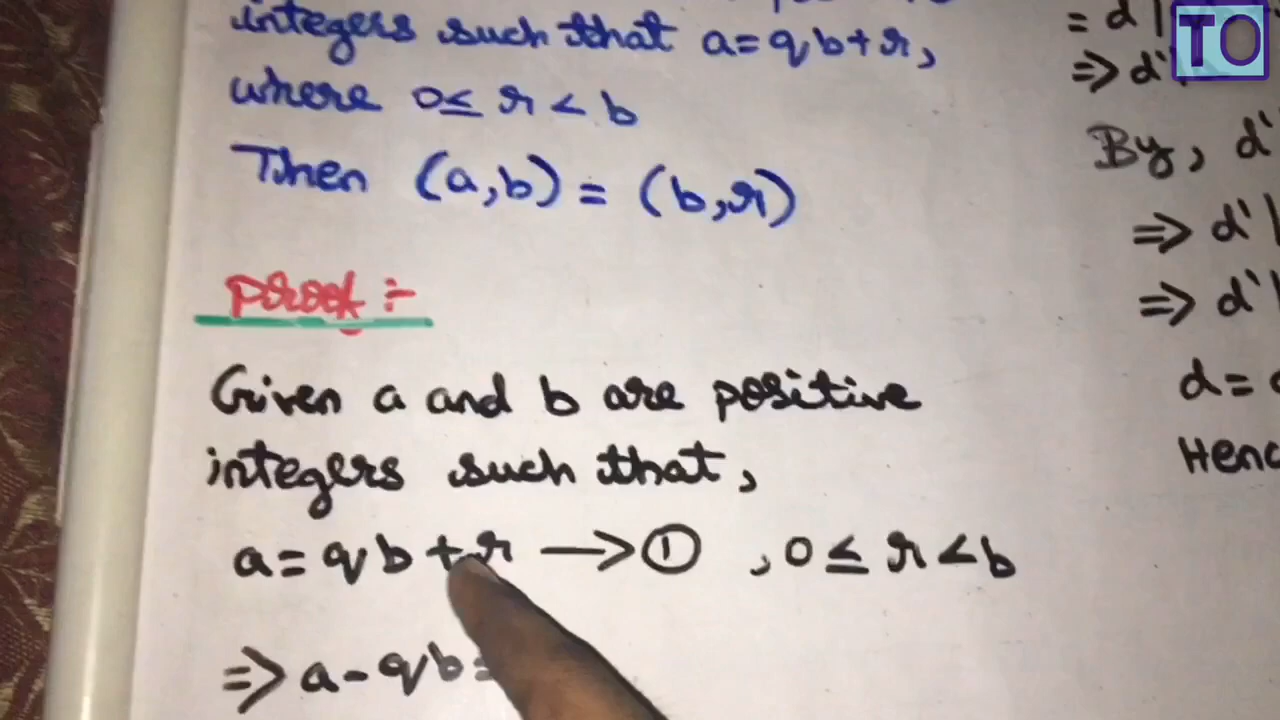 integers such that a=qb+r,
where 0≤ r < b
Then (a,b) = (b,r)
Proof :-
Given a and b are positive
integers such that,
a = qb + r —> ① , 0 ≤ r < b
=> a - qb =
= d |
=> d'
By, d'
=> d' |
=> d' |
d =
Henc
TO